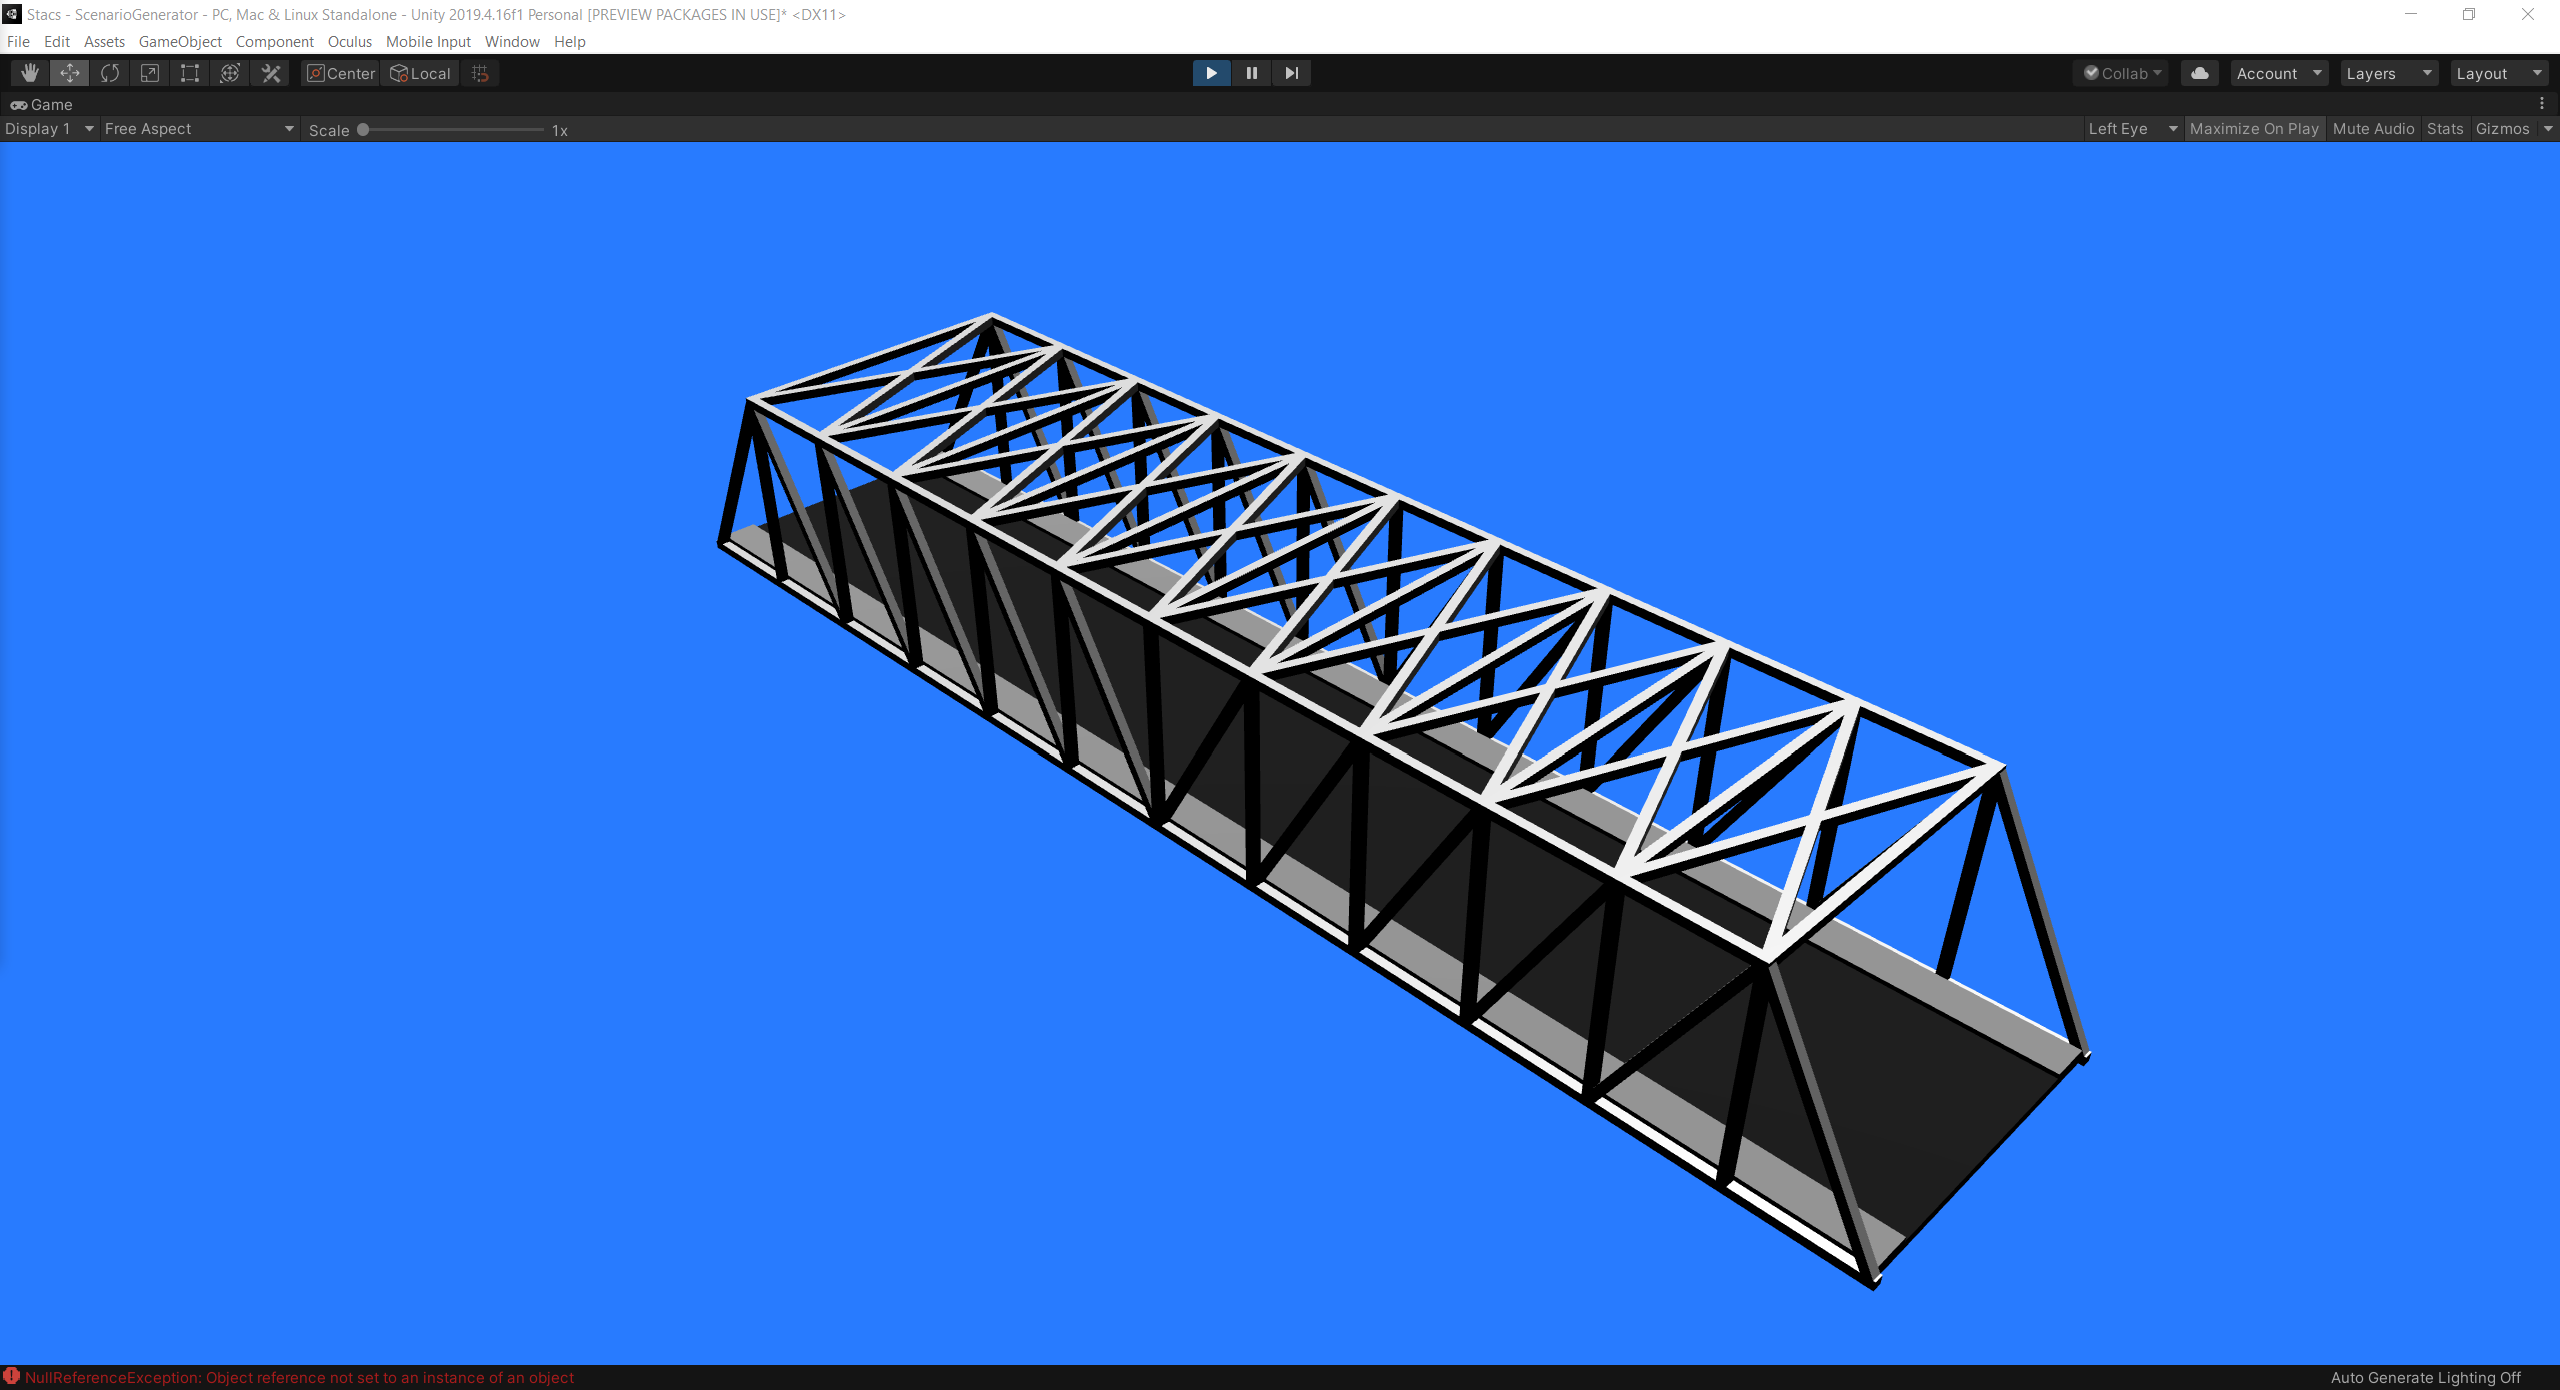 Stacs - ScenarioGenerator - PC, Mac & Linux Standalone - Unity 2019.4.16f1 Personal [PREVIEW PACKAGES IN USE]* <DX11>
File Edit Assets GameObject Component Oculus Mobile Input Window Help
Center Local Collab Account Layers Layout
Game
Display 1 Free Aspect Scale 1x Left Eye Maximize On Play Mute Audio Stats Gizmos
NullReferenceException: Object reference not set to an instance of an object Auto Generate Lighting Off